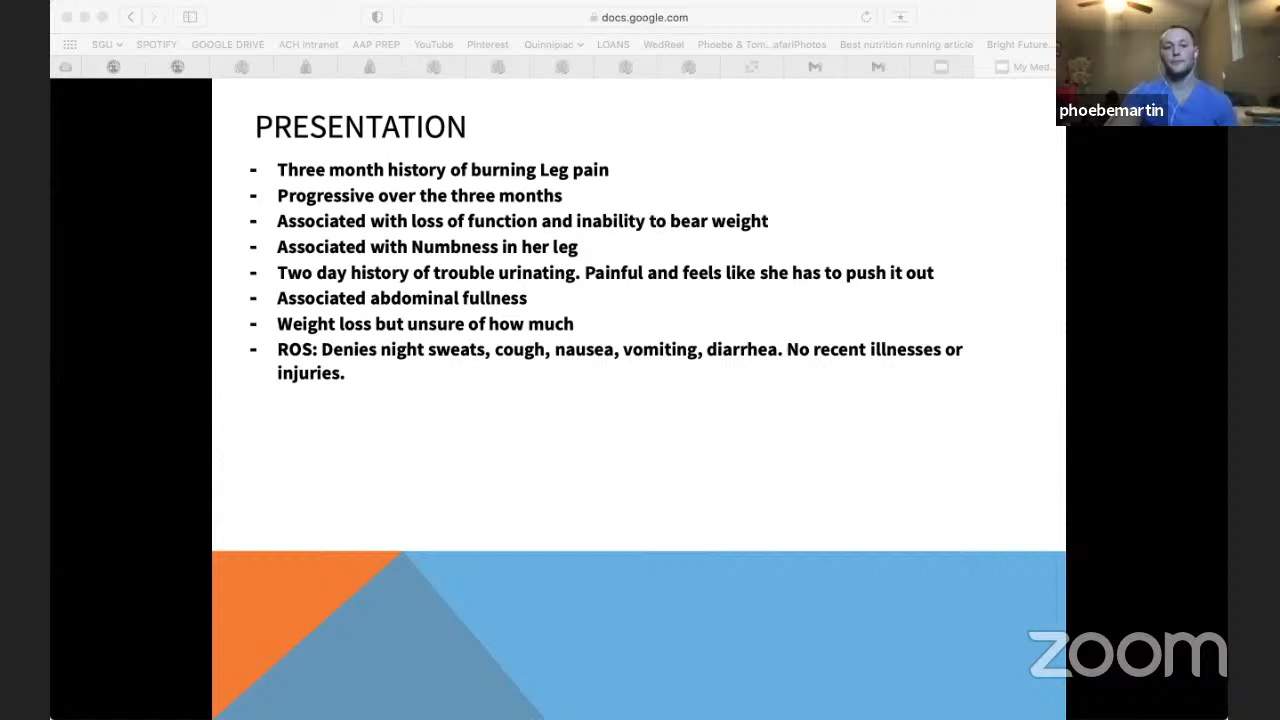 docs.google.com
SGU
SPOTIFY
GOOGLE DRIVE
ACH intranet
AAP PREP
YouTube
Pinterest
Quinnipiac
LOANS
WedReel
Phoebe & Tom...afariPhotos
Best nutrition running article
Bright Future...
My Med...
phoebemartin
PRESENTATION
- Three month history of burning Leg pain
- Progressive over the three months
- Associated with loss of function and inability to bear weight
- Associated with Numbness in her leg
- Two day history of trouble urinating. Painful and feels like she has to push it out
- Associated abdominal fullness
- Weight loss but unsure of how much
- ROS: Denies night sweats, cough, nausea, vomiting, diarrhea. No recent illnesses or
injuries.
zoom